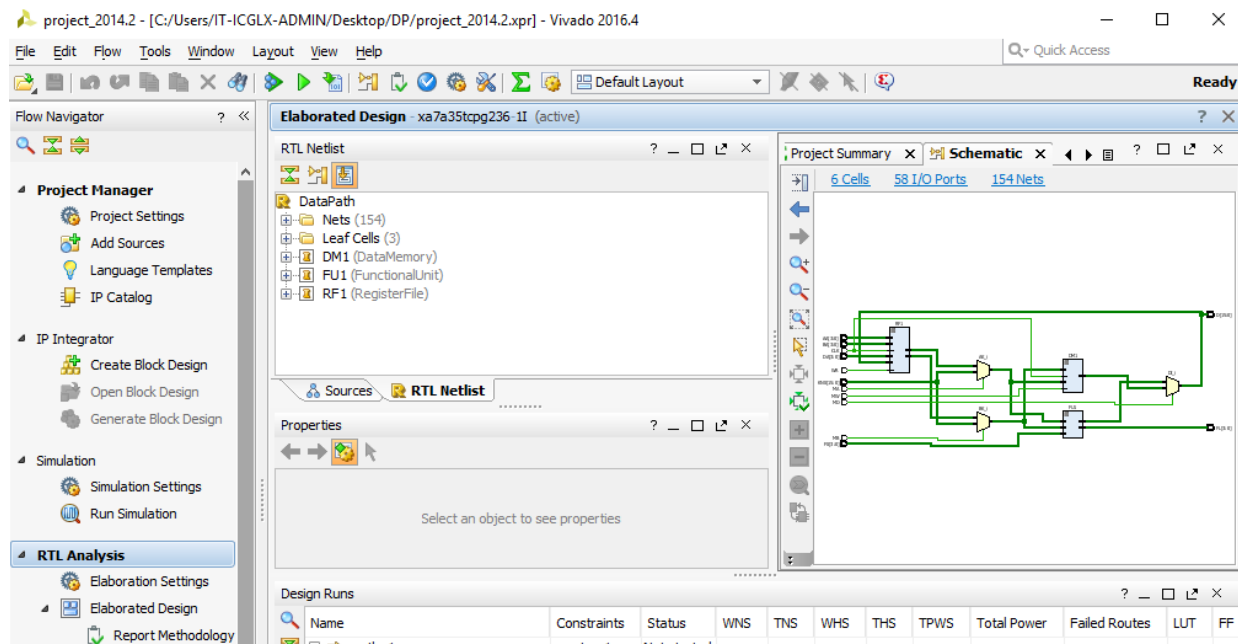 project_2014.2 - [C:/Users/IT-ICGLX-ADMIN/Desktop/DP/project_2014.2.xpr] - Vivado 2016.4
File Edit Flow Tools Window Layout View Help
Quick Access
Default Layout
Ready
Flow Navigator
Project Manager
Project Settings
Add Sources
Language Templates
IP Catalog
IP Integrator
Create Block Design
Open Block Design
Generate Block Design
Simulation
Simulation Settings
Run Simulation
RTL Analysis
Elaboration Settings
Elaborated Design
Report Methodology
Elaborated Design - xa7a35tcpg236-1I (active)
RTL Netlist
DataPath
Nets (154)
Leaf Cells (3)
DM1 (DataMemory)
FU1 (FunctionalUnit)
RF1 (RegisterFile)
Sources RTL Netlist
Properties
Select an object to see properties
Project Summary Schematic
6 Cells 58 I/O Ports 154 Nets
RF1
DM1
FU1
Design Runs
Name Constraints Status WNS TNS WHS THS TPWS Total Power Failed Routes LUT FF